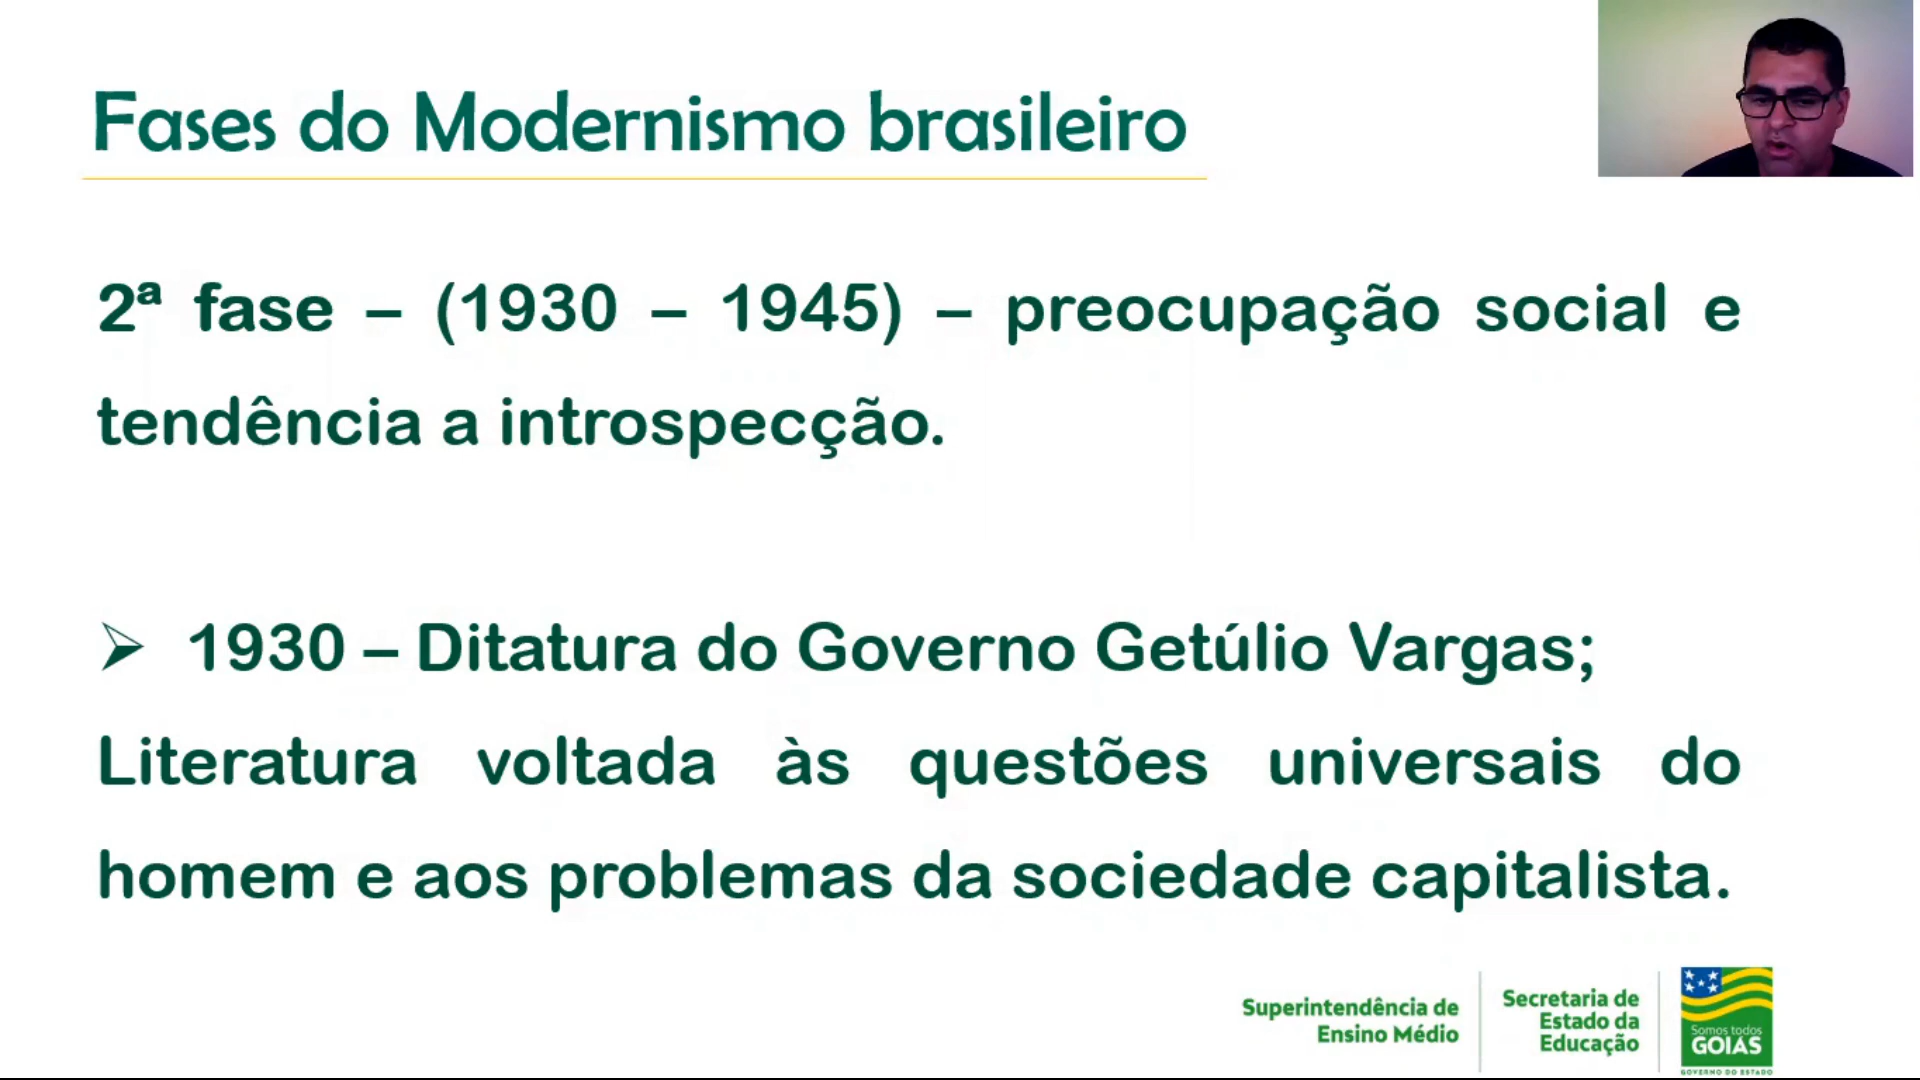 Fases do Modernismo brasileiro
2ª fase – (1930 – 1945) – preocupação social e
tendência a introspecção.
➢ 1930 – Ditatura do Governo Getúlio Vargas;
Literatura voltada às questões universais do
homem e aos problemas da sociedade capitalista.
Superintendência de
Ensino Médio
Secretaria de
Estado da
Educação
Somos todos
GOIÁS
GOVERNO DO ESTADO